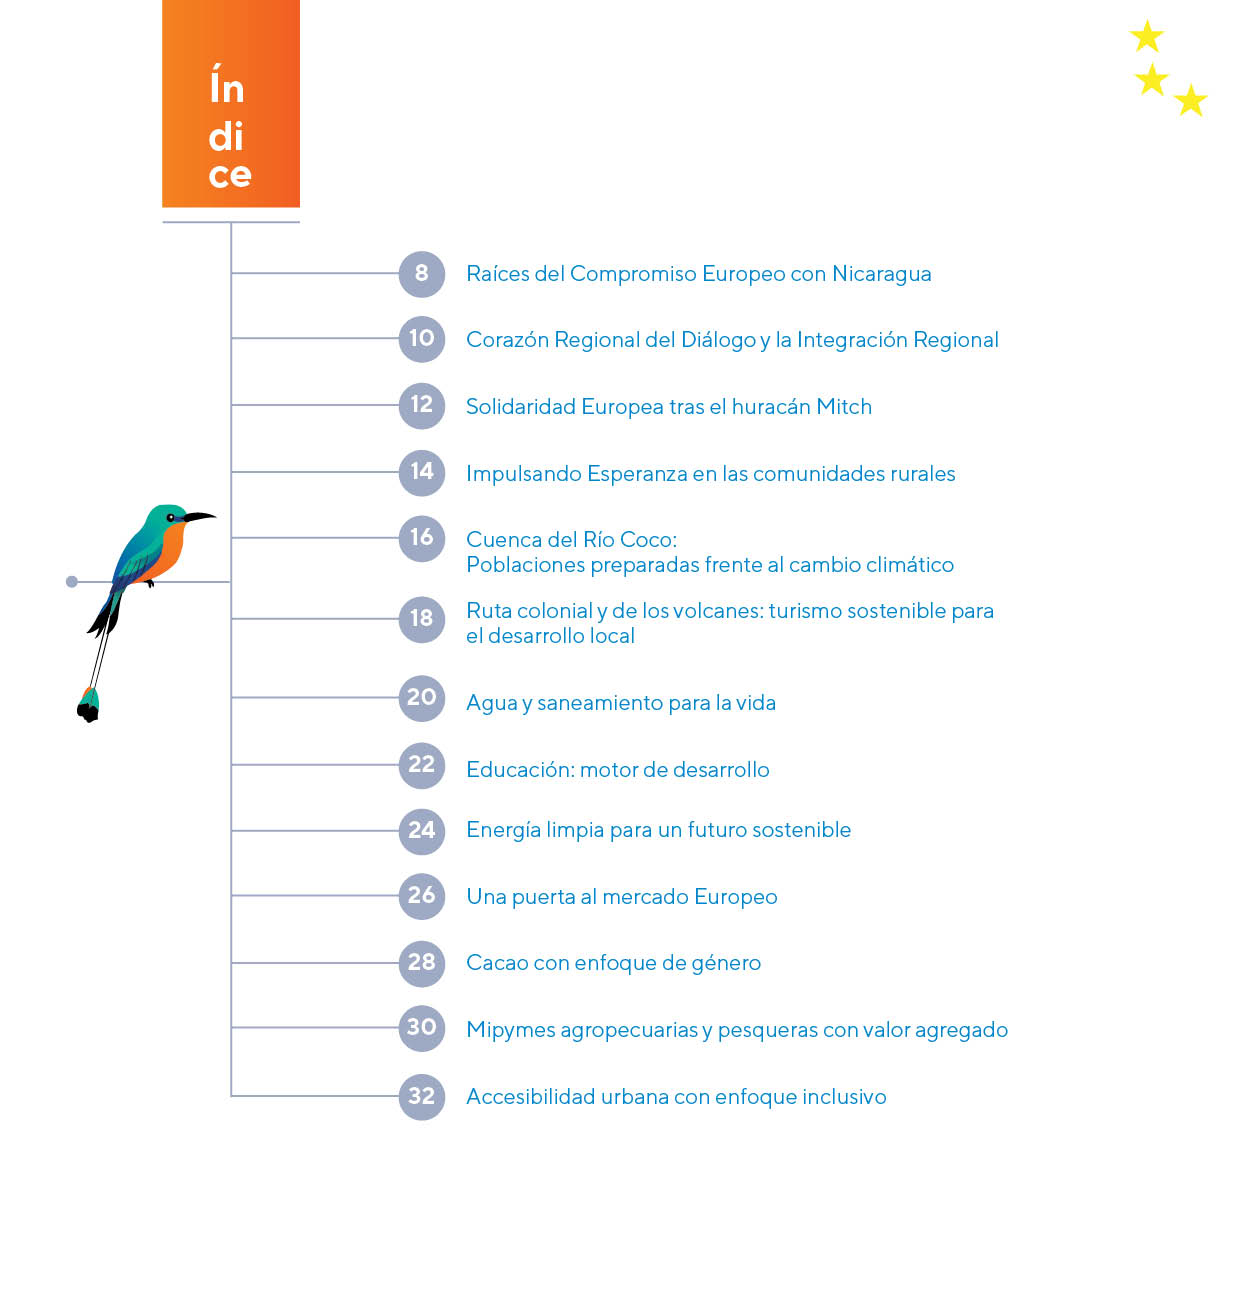 Ín
di
ce
8 Raíces del Compromiso Europeo con Nicaragua
10 Corazón Regional del Diálogo y la Integración Regional
12 Solidaridad Europea tras el huracán Mitch
14 Impulsando Esperanza en las comunidades rurales
16 Cuenca del Río Coco:
Poblaciones preparadas frente al cambio climático
18 Ruta colonial y de los volcanes: turismo sostenible para
el desarrollo local
20 Agua y saneamiento para la vida
22 Educación: motor de desarrollo
24 Energía limpia para un futuro sostenible
26 Una puerta al mercado Europeo
28 Cacao con enfoque de género
30 Mipymes agropecuarias y pesqueras con valor agregado
32 Accesibilidad urbana con enfoque inclusivo